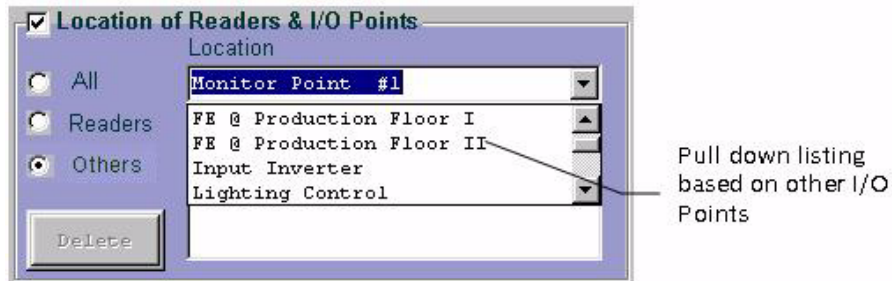 Location of Readers & I/O Points
Location
All
Monitor Point #1
Readers
FE @ Production Floor I
FE @ Production Floor II
Others
Input Inverter
Lighting Control
Delete
Pull down listing
based on other I/O
Points